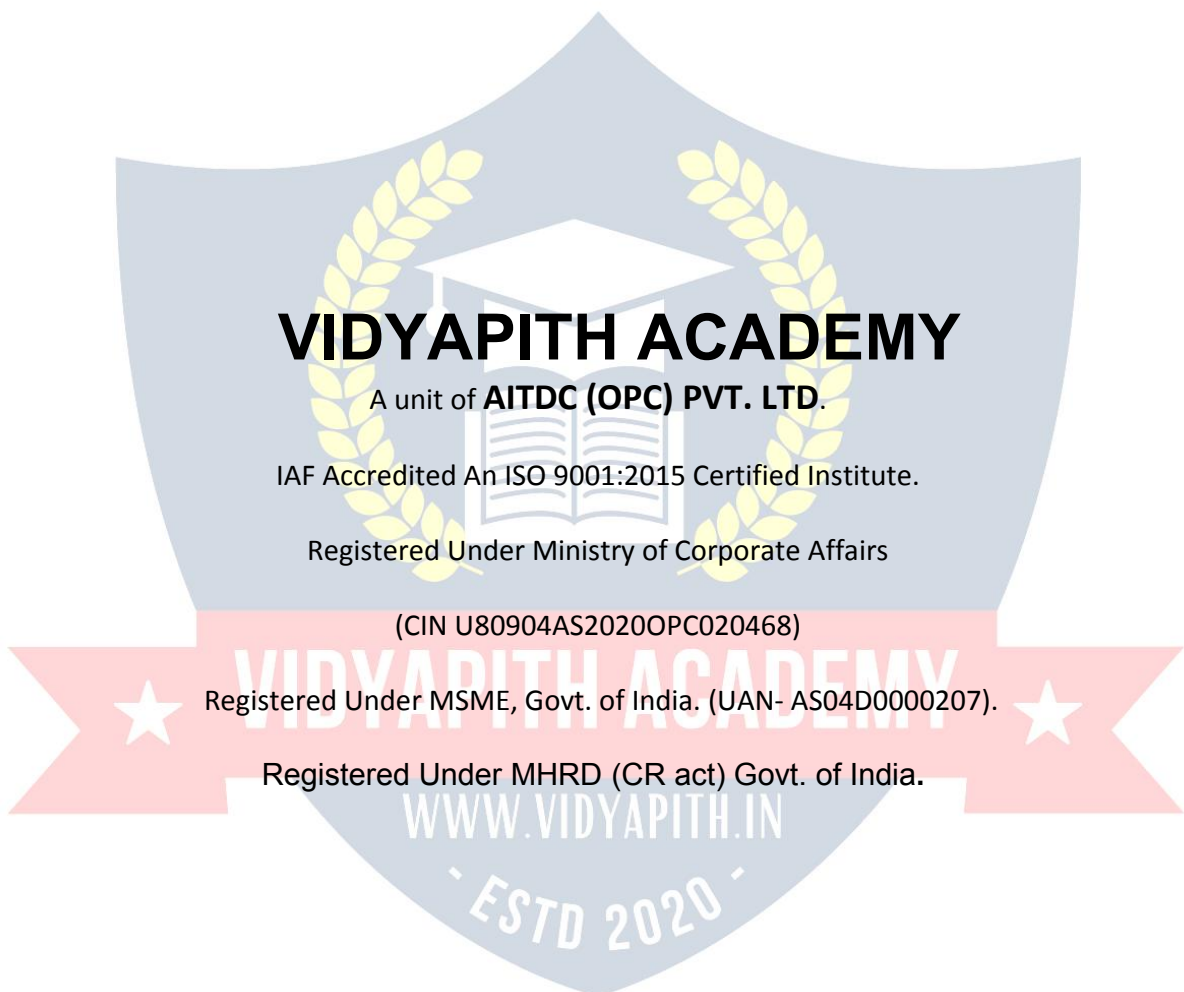 VIDYAPITH ACADEMY
A unit of AITDC (OPC) PVT. LTD.
IAF Accredited An ISO 9001:2015 Certified Institute.
Registered Under Ministry of Corporate Affairs
(CIN U80904AS2020OPC020468)
VIDYAPITH ACADEMY
Registered Under MSME, Govt. of India. (UAN- AS04D0000207).
Registered Under MHRD (CR act) Govt. of India.
WWW.VIDYAPITH.IN
- ESTD 2020 -